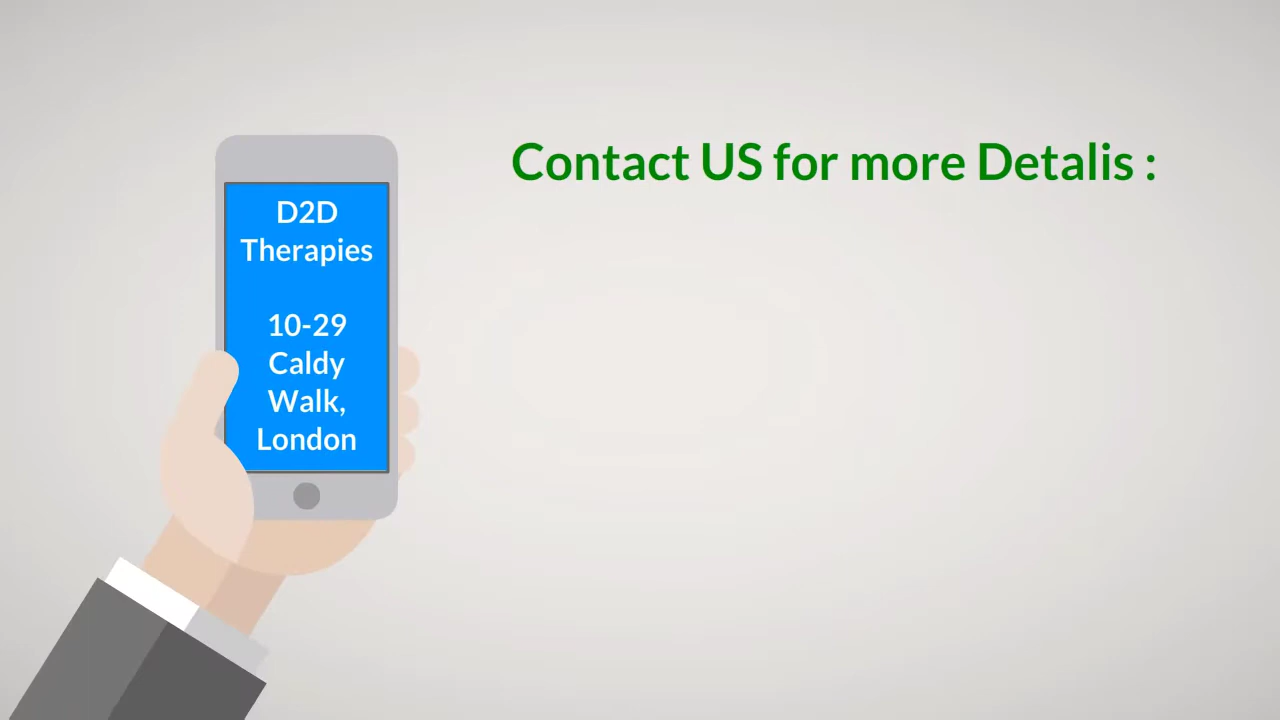 D2D
Therapies
10-29
Caldy
Walk,
London
Contact US for more Detalis :